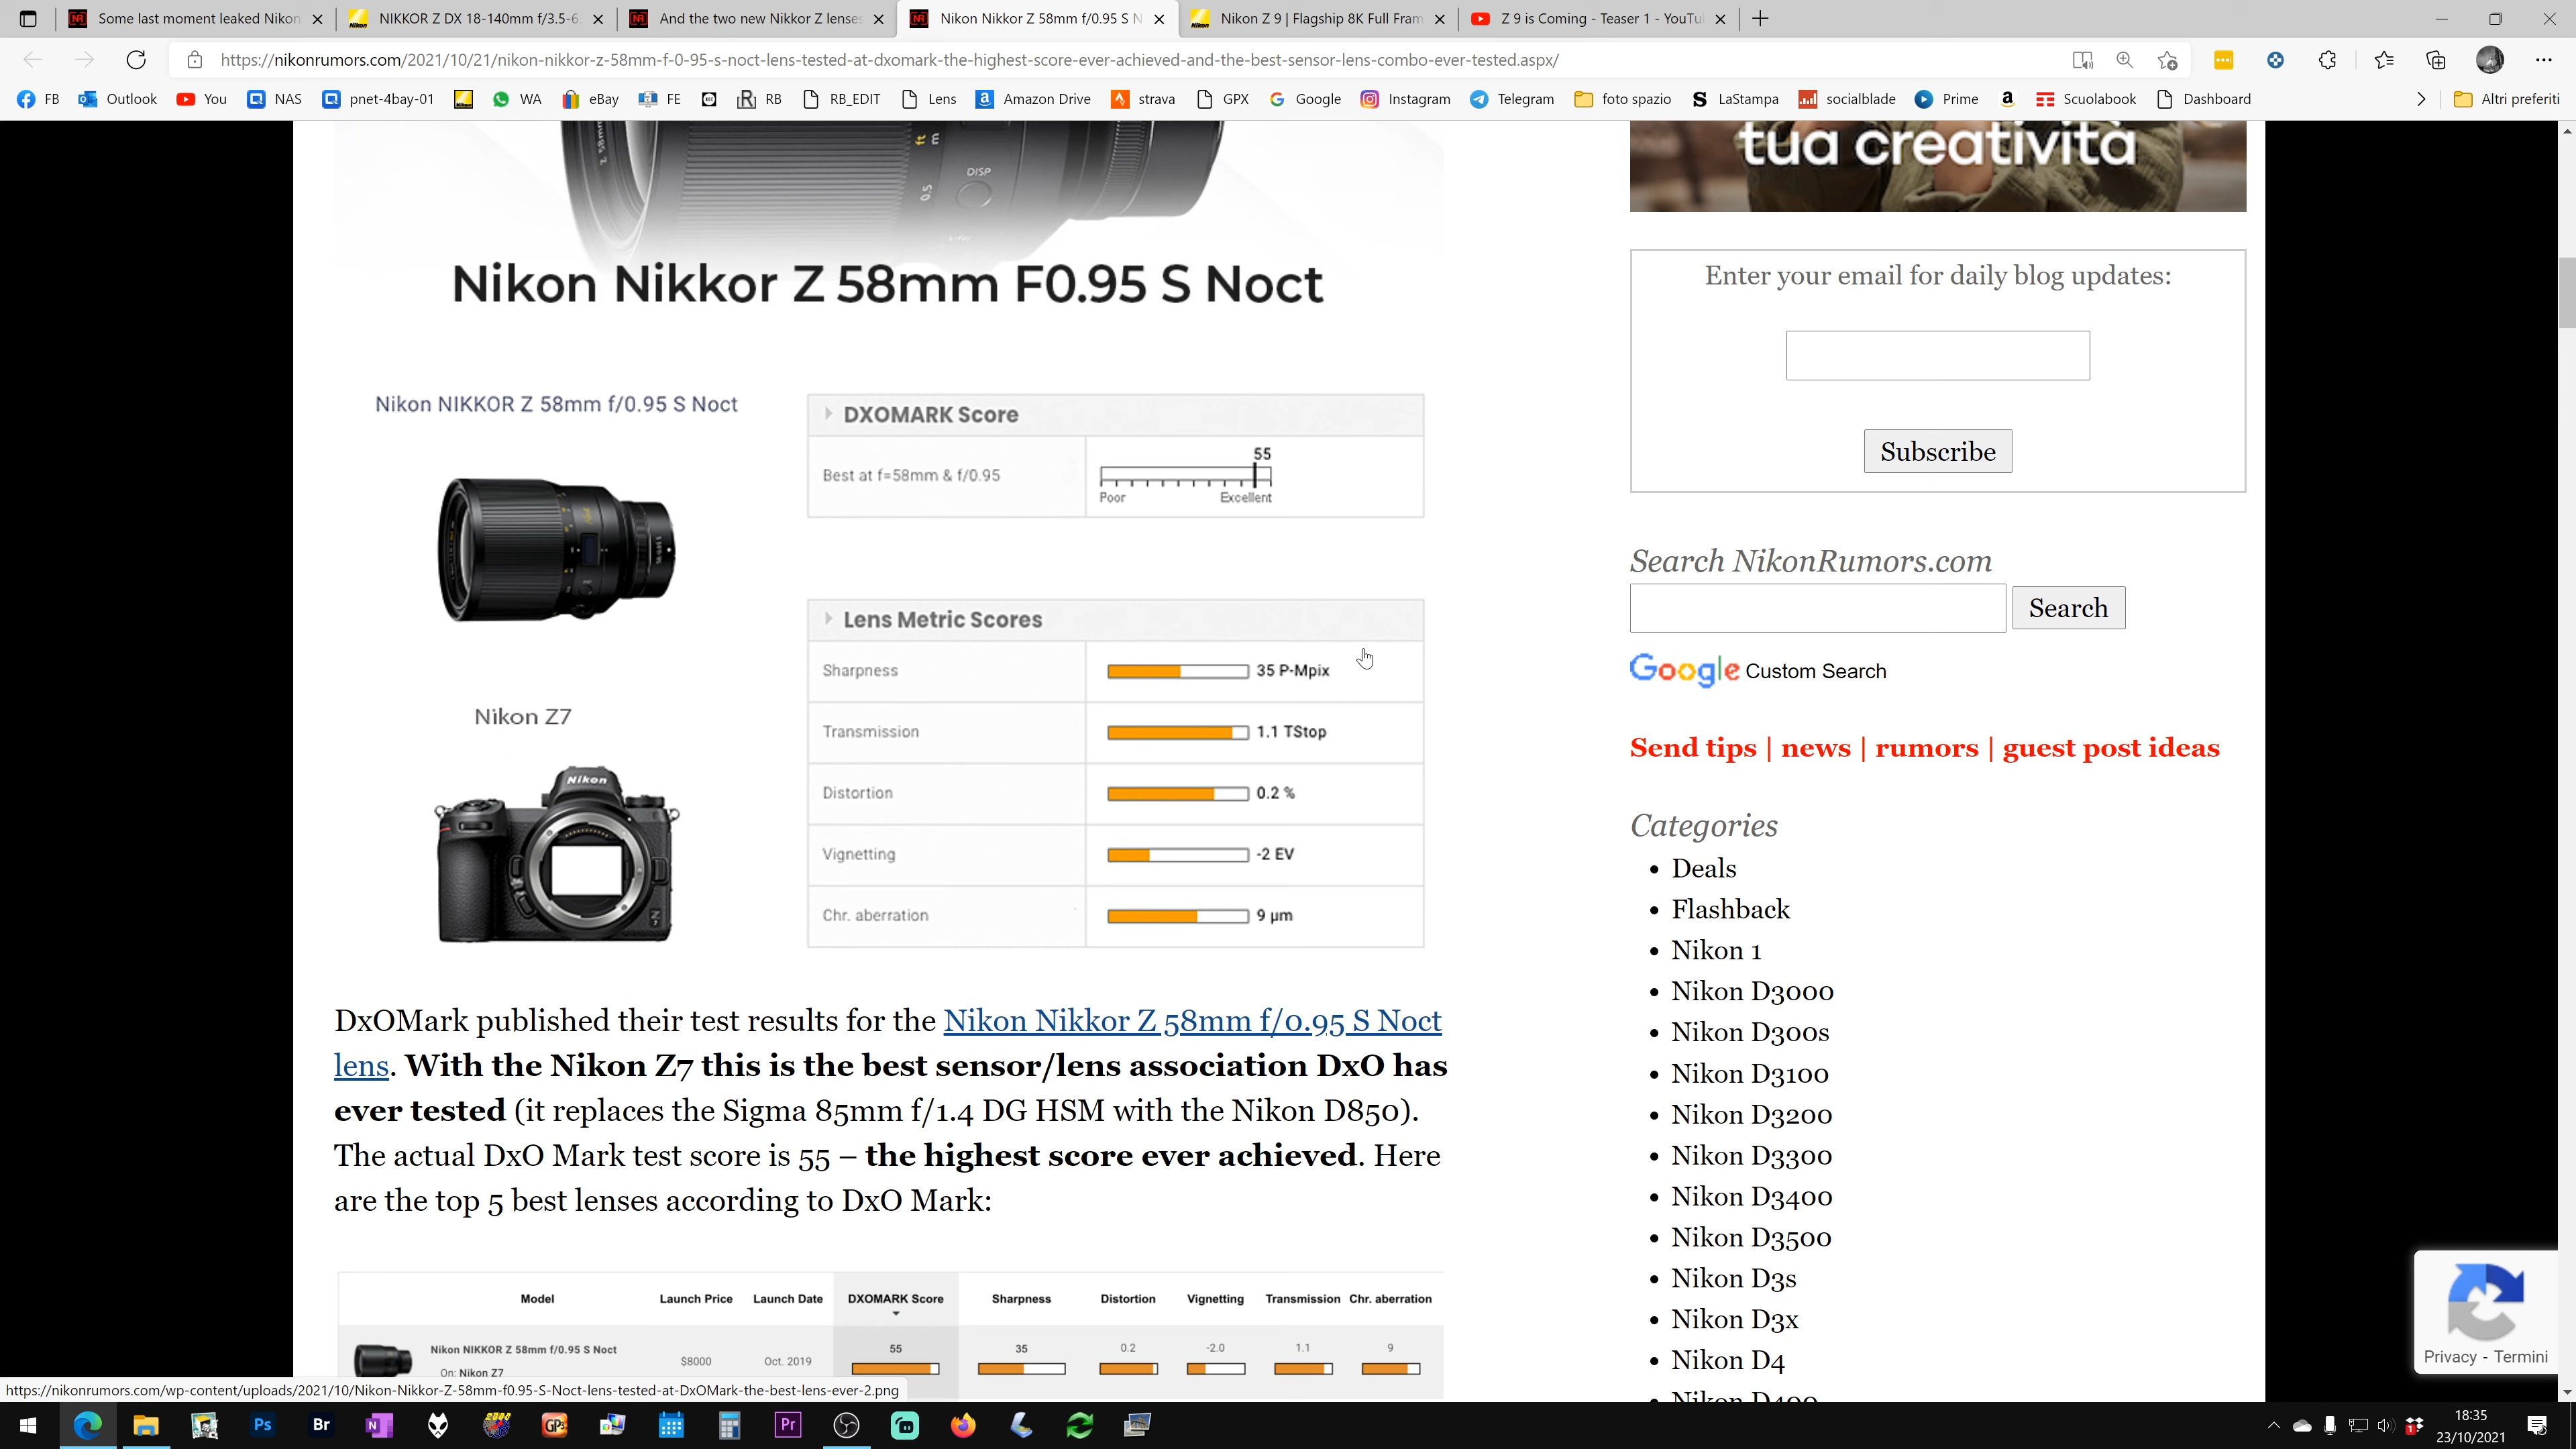 Some last moment leaked Nikon
NIKKOR Z DX 18-140mm f/3.5-6.
And the two new Nikkor Z lenses
Nikon Nikkor Z 58mm f/0.95 S N
Nikon Z 9 | Flagship 8K Full Fram
Z 9 is Coming - Teaser 1 - YouTu
https://nikonrumors.com/2021/10/21/nikon-nikkor-z-58mm-f-0-95-s-noct-lens-tested-at-dxomark-the-highest-score-ever-achieved-and-the-best-sensor-lens-combo-ever-tested.aspx/
FB Outlook You NAS pnet-4bay-01 WA eBay FE RB RB_EDIT Lens Amazon Drive strava GPX Google Instagram Telegram foto spazio LaStampa socialblade Prime Scuolabook Dashboard Altri preferiti
ft
m
0.5
DISP
Nikon Nikkor Z 58mm F0.95 S Noct
Nikon NIKKOR Z 58mm f/0.95 S Noct
Nikon Z7
Nikon
DXOMARK Score
Best at f=58mm & f/0.95
55
Poor Excellent
Lens Metric Scores
Sharpness 35 P-Mpix
Transmission 1.1 TStop
Distortion 0.2 %
Vignetting -2 EV
Chr. aberration 9 µm
DxOMark published their test results for the Nikon Nikkor Z 58mm f/0.95 S Noct
lens. With the Nikon Z7 this is the best sensor/lens association DxO has
ever tested (it replaces the Sigma 85mm f/1.4 DG HSM with the Nikon D850).
The actual DxO Mark test score is 55 – the highest score ever achieved. Here
are the top 5 best lenses according to DxO Mark:
Model Launch Price Launch Date DXOMARK Score Sharpness Distortion Vignetting Transmission Chr. aberration
Nikon NIKKOR Z 58mm f/0.95 S Noct
On: Nikon Z7
$8000 Oct. 2019 55 35 0.2 -2.0 1.1 9
https://nikonrumors.com/wp-content/uploads/2021/10/Nikon-Nikkor-Z-58mm-f0.95-S-Noct-lens-tested-at-DxOMark-the-best-lens-ever-2.png
tua creatività
Enter your email for daily blog updates:
Subscribe
Search NikonRumors.com
Search
Google Custom Search
Send tips | news | rumors | guest post ideas
Categories
Deals
Flashback
Nikon 1
Nikon D3000
Nikon D300s
Nikon D3100
Nikon D3200
Nikon D3300
Nikon D3400
Nikon D3500
Nikon D3s
Nikon D3x
Nikon D4
Nikon D400
Privacy - Termini
Ps Br N GP3 Pr
18:35
23/10/2021